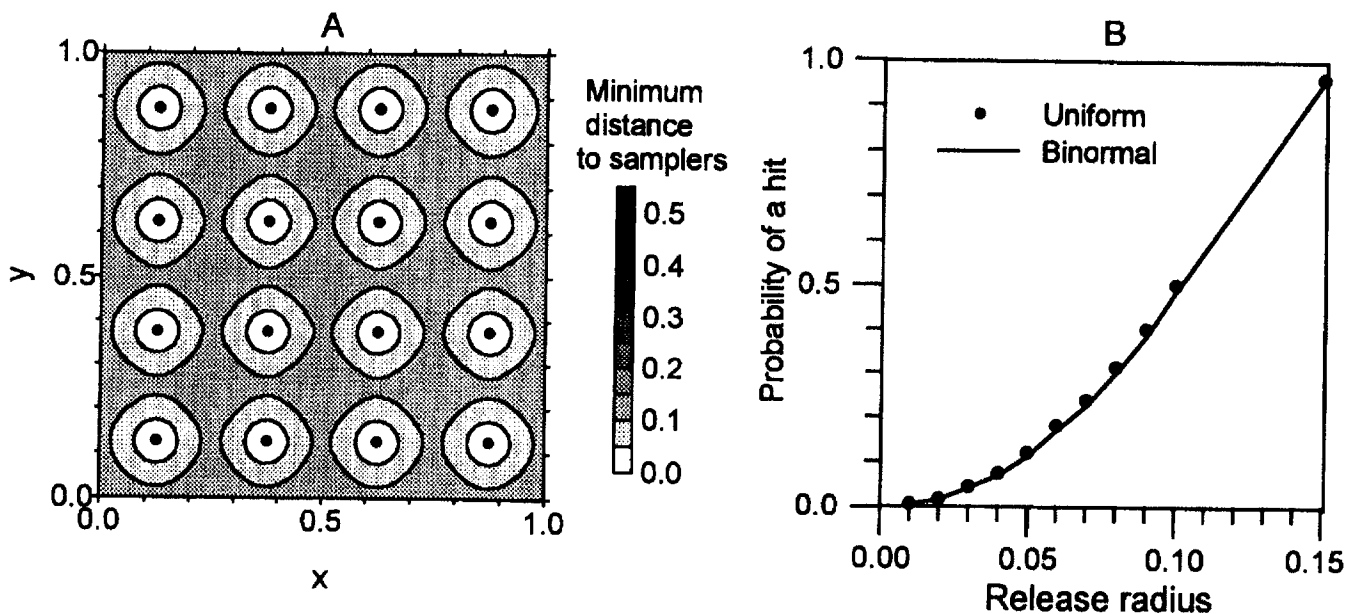 A
1.0
0.5
0.0
y
0.0
0.5
1.0
x
Minimum
distance
to samplers
0.5
0.4
0.3
0.2
0.1
0.0
B
1.0
0.5
0.0
Probability of a hit
Uniform
Binormal
0.00
0.05
0.10
0.15
Release radius